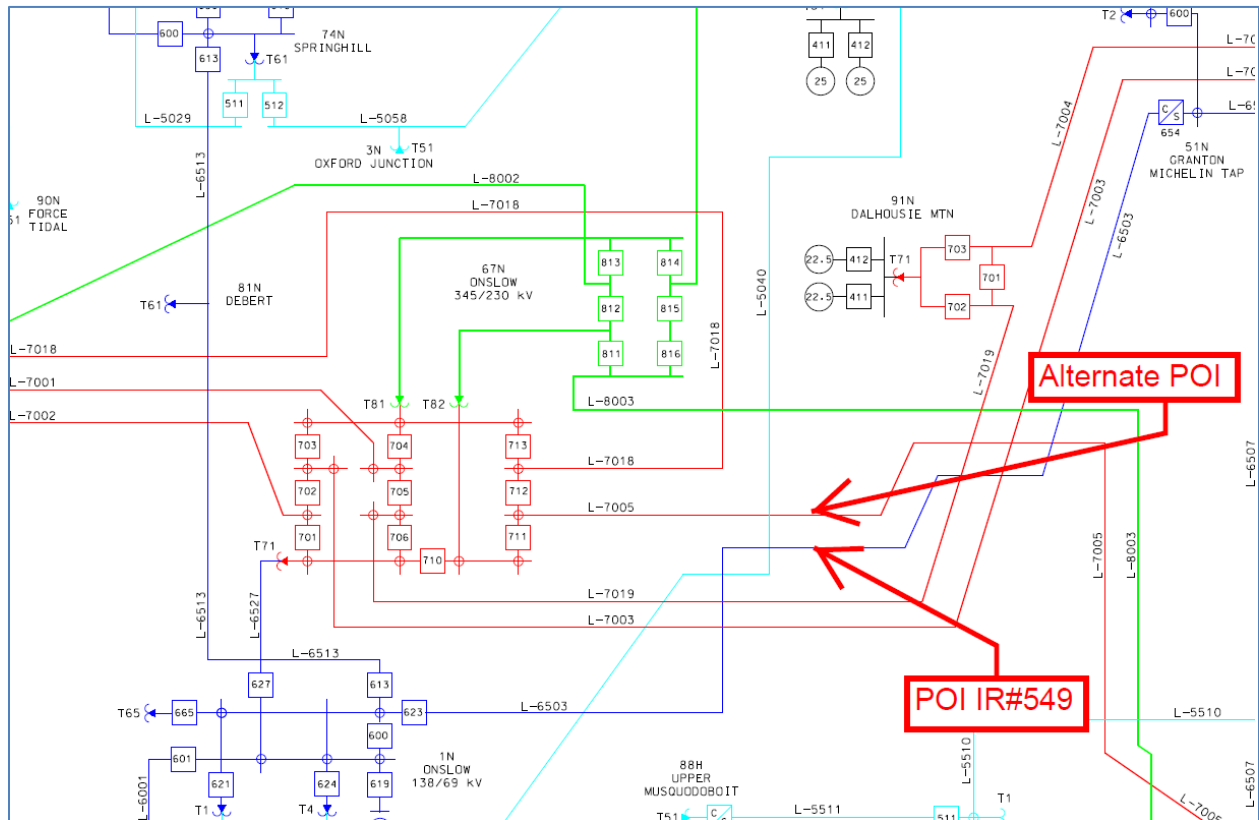 600
74N
SPRINGHILL
613
T61
511
512
L-5029
L-5058
3N
OXFORD JUNCTION
T51
L-6513
90N
FORCE
TIDAL
411
412
25
25
T2
600
L-7004
L-7003
L-6503
654
C/S
51N
GRANTON
MICHELIN TAP
L-8002
L-7018
67N
ONSLOW
345/230 kV
813
814
812
815
811
816
L-5040
L-7018
91N
DALHOUSIE MTN
703
701
702
T71
412
411
22.5
22.5
L-7019
81N
DEBERT
T61
L-7018
L-7001
L-7002
T81
T82
L-8003
Alternate POI
703
704
713
702
705
712
701
706
711
710
T71
L-7018
L-7005
L-7019
L-7003
L-6507
L-7005
L-8003
L-6513
L-6527
L-6513
627
613
T65
665
623
L-6503
600
601
621
624
619
T1
T4
1N
ONSLOW
138/69 kV
L-6001
POI IR#549
L-5510
L-5510
88H
UPPER
MUSQUODOBOIT
T51
L-5511
511
T1
L-6507
L-7005